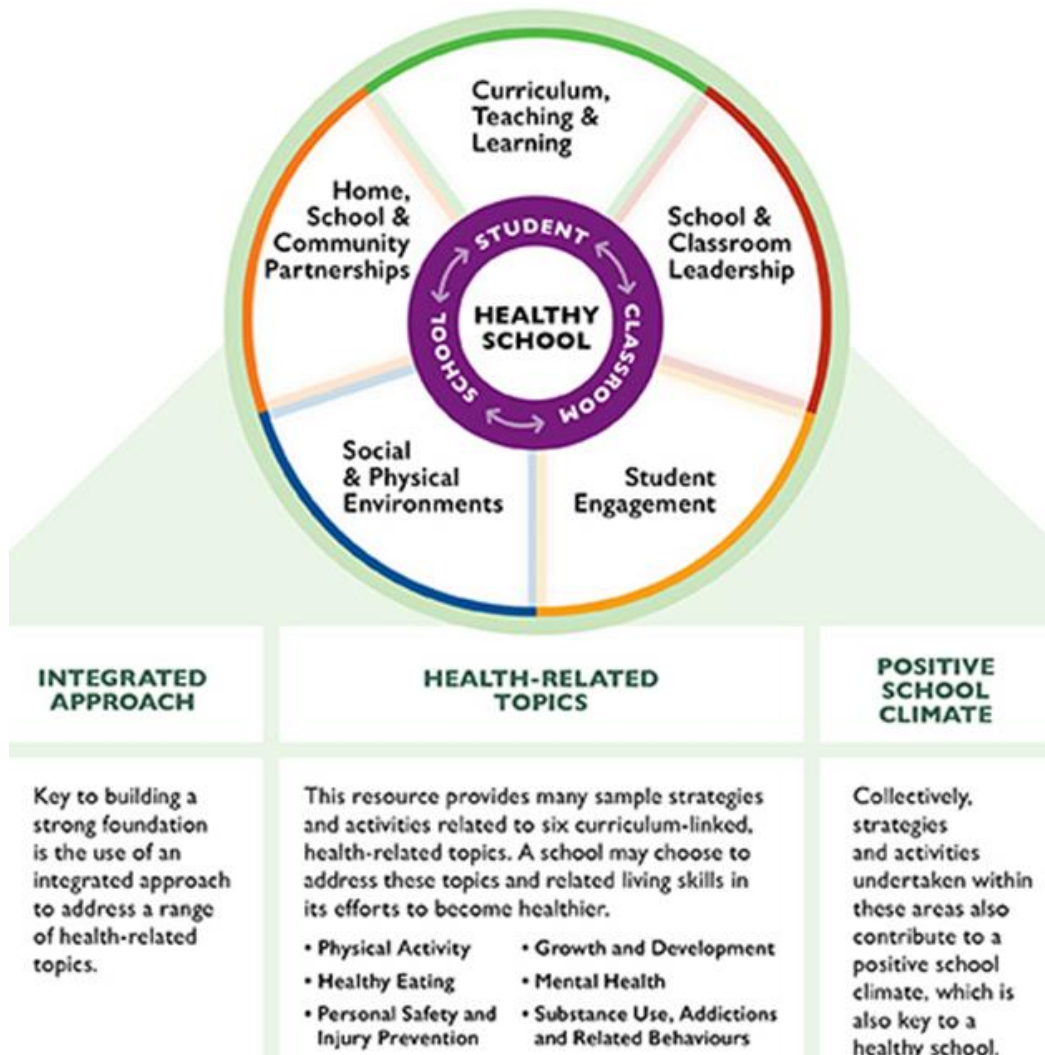 Curriculum,
Teaching &
Learning
Home,
School &
Community
Partnerships
School &
Classroom
Leadership
STUDENT
CLASSROOM
SCHOOL
HEALTHY
SCHOOL
Social
& Physical
Environments
Student
Engagement
INTEGRATED
APPROACH
Key to building a
strong foundation
is the use of an
integrated approach
to address a range
of health-related
topics.
HEALTH-RELATED
TOPICS
This resource provides many sample strategies
and activities related to six curriculum-linked,
health-related topics. A school may choose to
address these topics and related living skills in
its efforts to become healthier.
• Physical Activity
• Healthy Eating
• Personal Safety and
Injury Prevention
• Growth and Development
• Mental Health
• Substance Use, Addictions
and Related Behaviours
POSITIVE
SCHOOL
CLIMATE
Collectively,
strategies
and activities
undertaken within
these areas also
contribute to a
positive school
climate, which is
also key to a
healthy school.